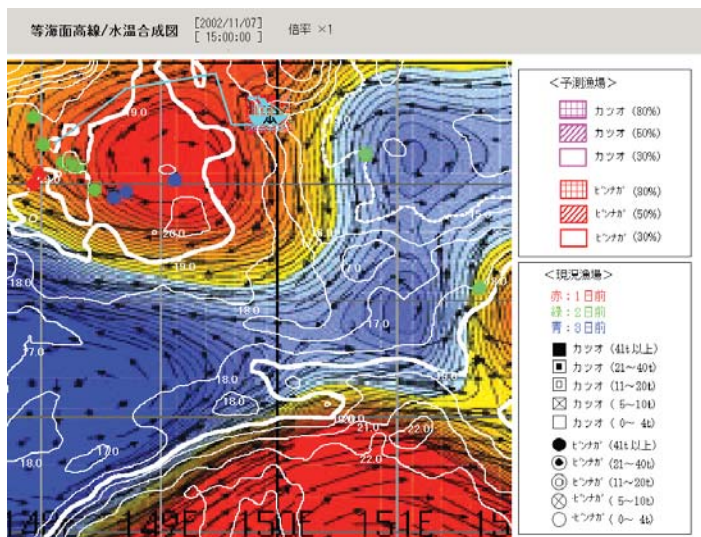 等海面高線/水温合成図
[2002/11/07]
[ 15:00:00 ]
倍率 ×1
<予測漁場>
カツオ (80%)
カツオ (50%)
カツオ (30%)
ビンナガ (80%)
ビンナガ (50%)
ビンナガ (30%)
<現況漁場>
赤:1日前
緑:2日前
青:3日前
カツオ (41t以上)
カツオ (21~40t)
カツオ (11~20t)
カツオ ( 5~10t)
カツオ ( 0~ 4t)
ビンナガ (41t以上)
ビンナガ (21~40t)
ビンナガ (11~20t)
ビンナガ ( 5~10t)
ビンナガ ( 0~ 4t)
19.0
20.0
19.0
18.0
18.0
17.0
17.0
18.0
18.0
18.0
17.0
21.0
22.0
22.0
148E
149E
150E
151E